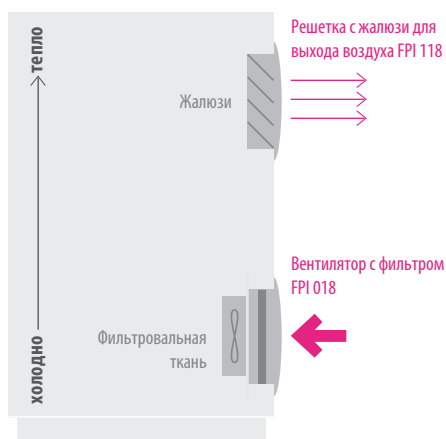 Решетка с жалюзи для
выхода воздуха FPI 118
тепло
Жалюзи
Вентилятор с фильтром
FPI 018
Фильтровальная
ткань
холодно